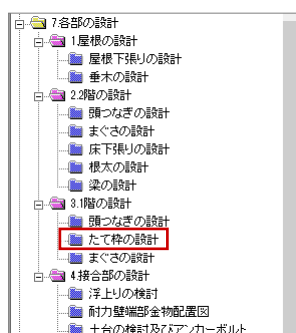 7.各部の設計
1.屋根の設計
屋根下張りの設計
垂木の設計
2.2階の設計
頭つなぎの設計
まぐさの設計
床下張りの設計
根太の設計
梁の設計
3.1階の設計
頭つなぎの設計
たて枠の設計
まぐさの設計
4.接合部の設計
浮上りの検討
耐力壁端部金物配置図
土台の検討及びアンカーボルト